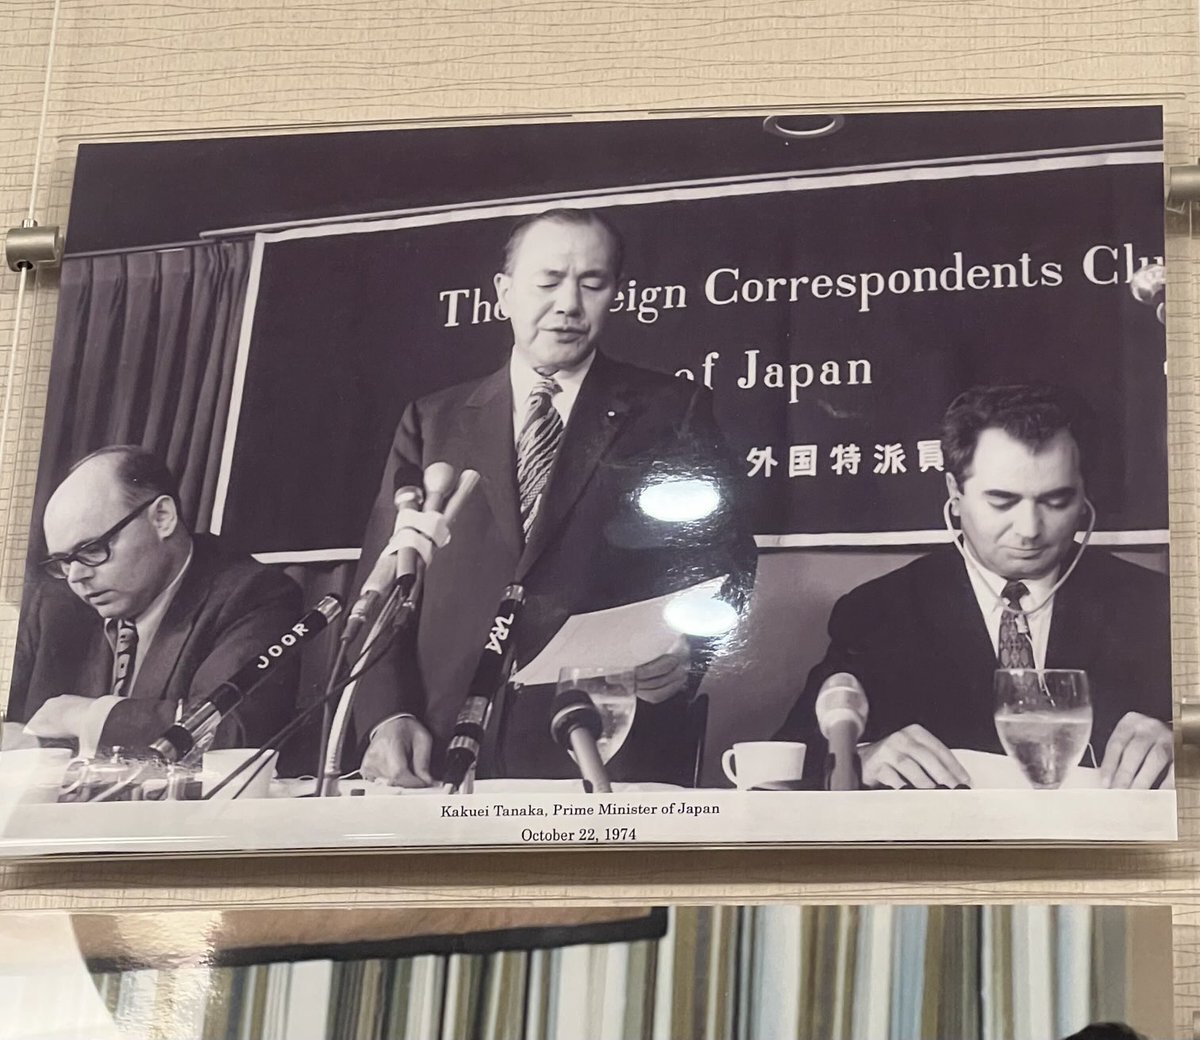 The eign Correspondents Clu
of Japan
外国特派員
JOOR
Kakuei Tanaka, Prime Minister of Japan
October 22, 1974